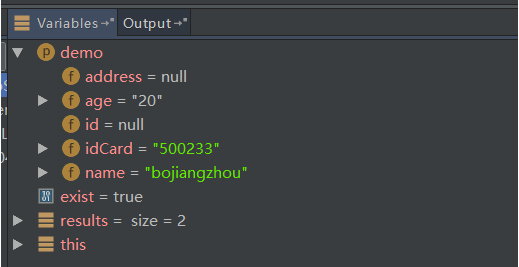 Variables Output
demo
address = null
age = "20"
id = null
idCard = "500233"
name = "bojiangzhou"
exist = true
results = size = 2
this